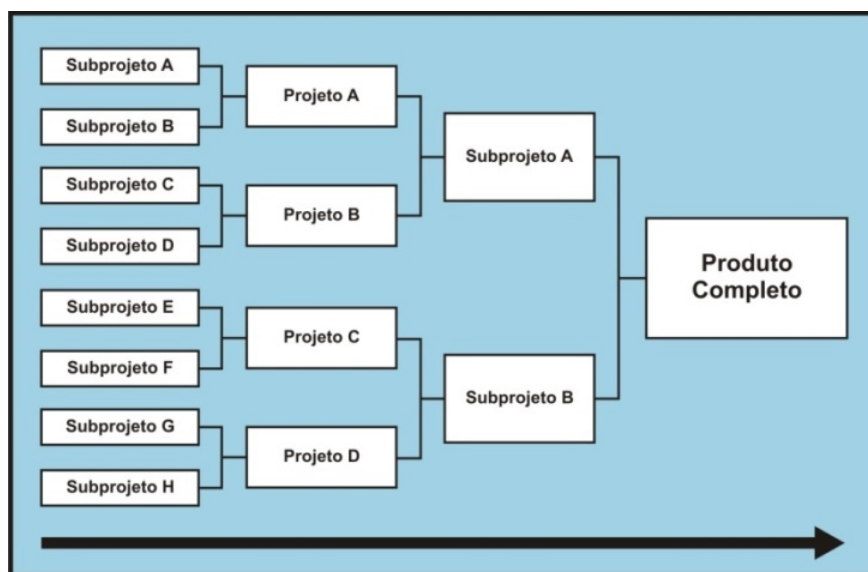 Subprojeto A
Subprojeto B
Subprojeto C
Subprojeto D
Subprojeto E
Subprojeto F
Subprojeto G
Subprojeto H
Projeto A
Projeto B
Projeto C
Projeto D
Subprojeto A
Subprojeto B
Produto
Completo